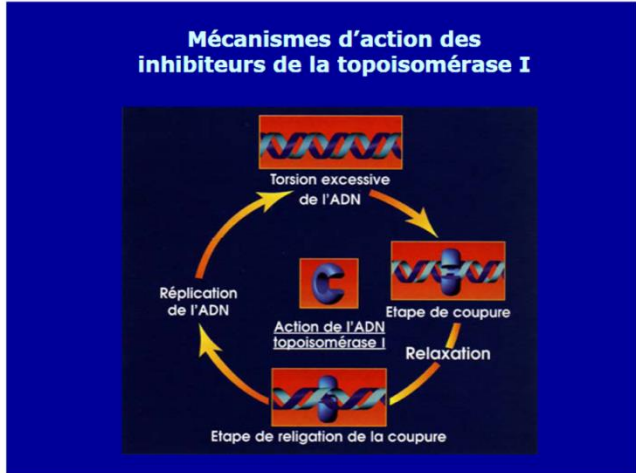 Mécanismes d'action des
inhibiteurs de la topoisomérase I
Torsion excessive
de l'ADN
Etape de coupure
Réplication
de l'ADN
Action de l'ADN
topoisomérase I
Relaxation
Etape de religation de la coupure